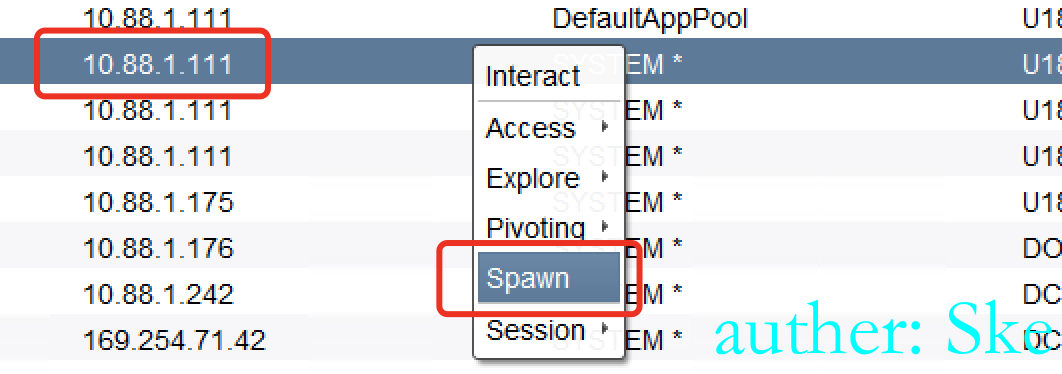 10.88.1.111 DefaultAppPool U18
10.88.1.111 SYSTEM * U18
Interact
10.88.1.111 SYSTEM * U18
Access
10.88.1.111 SYSTEM * U18
Explore
10.88.1.175 SYSTEM * U18
Pivoting
10.88.1.176 SYSTEM * DO
Spawn
10.88.1.242 EM * DC
Session
169.254.71.42 SYSTEM * DC
auther: Ske